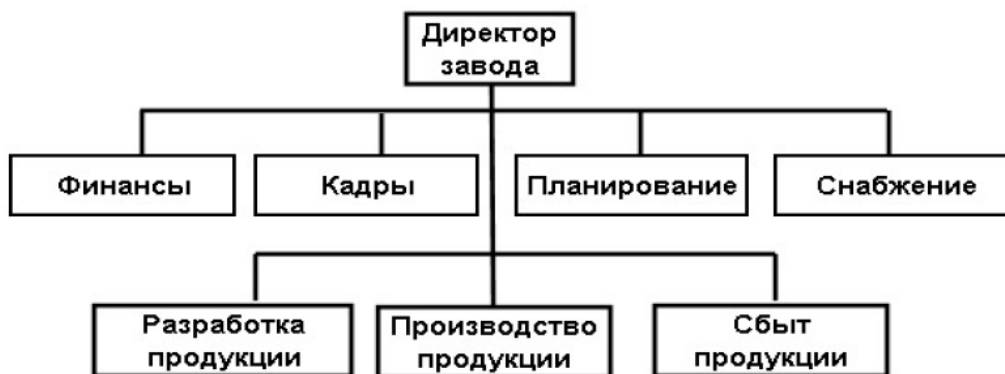 Директор
завода
Финансы
Кадры
Планирование
Снабжение
Разработка
продукции
Производство
продукции
Сбыт
продукции